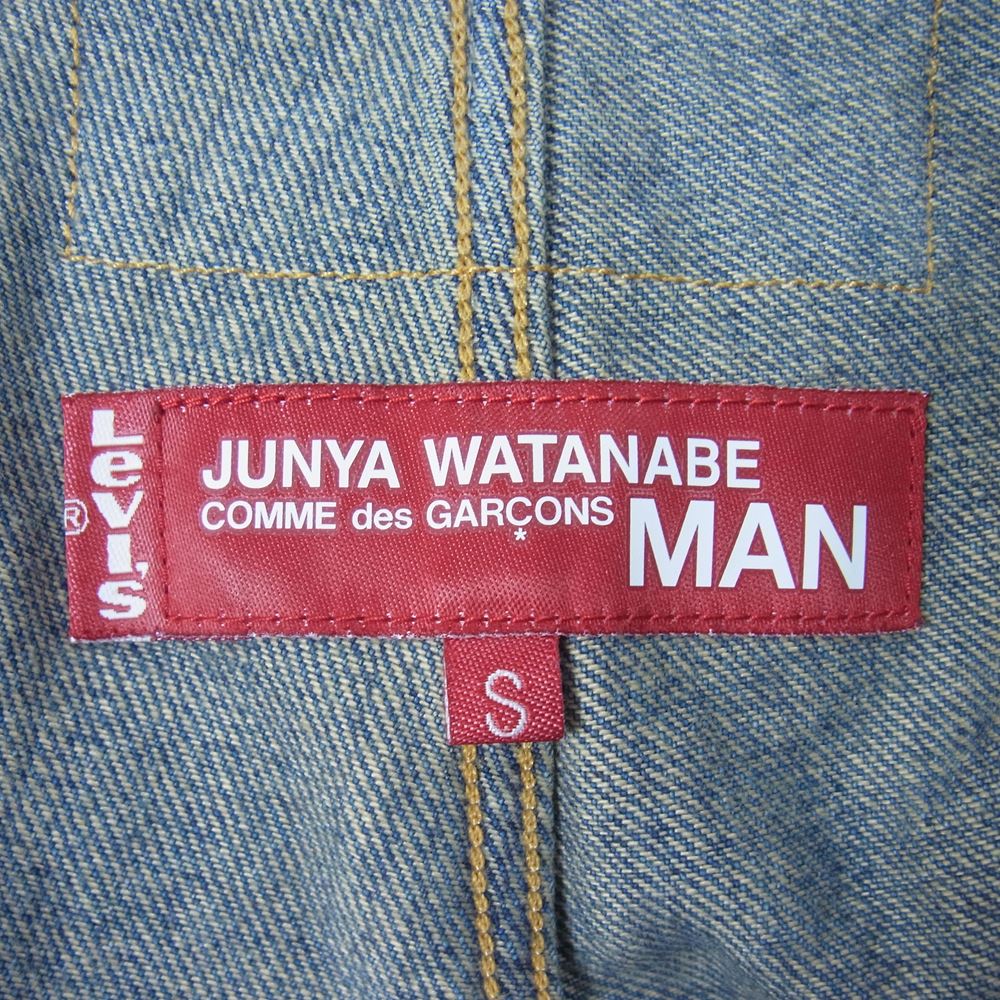 LeVI'S
®
JUNYA WATANABE
COMME des GARÇONS
*
MAN
S